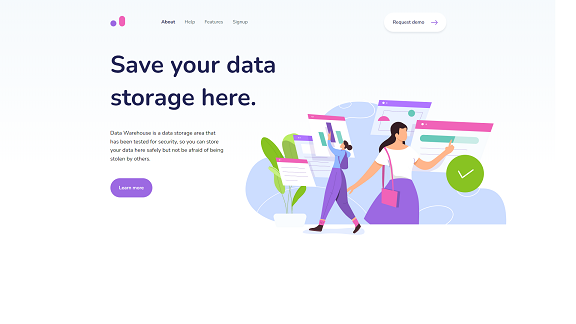 About Help Features Signup Request demo
Save your data
storage here.
Data Warehouse is a data storage area that
has been tested for security, so you can store
your data here safely but not be afraid of being
stolen by others.
Learn more